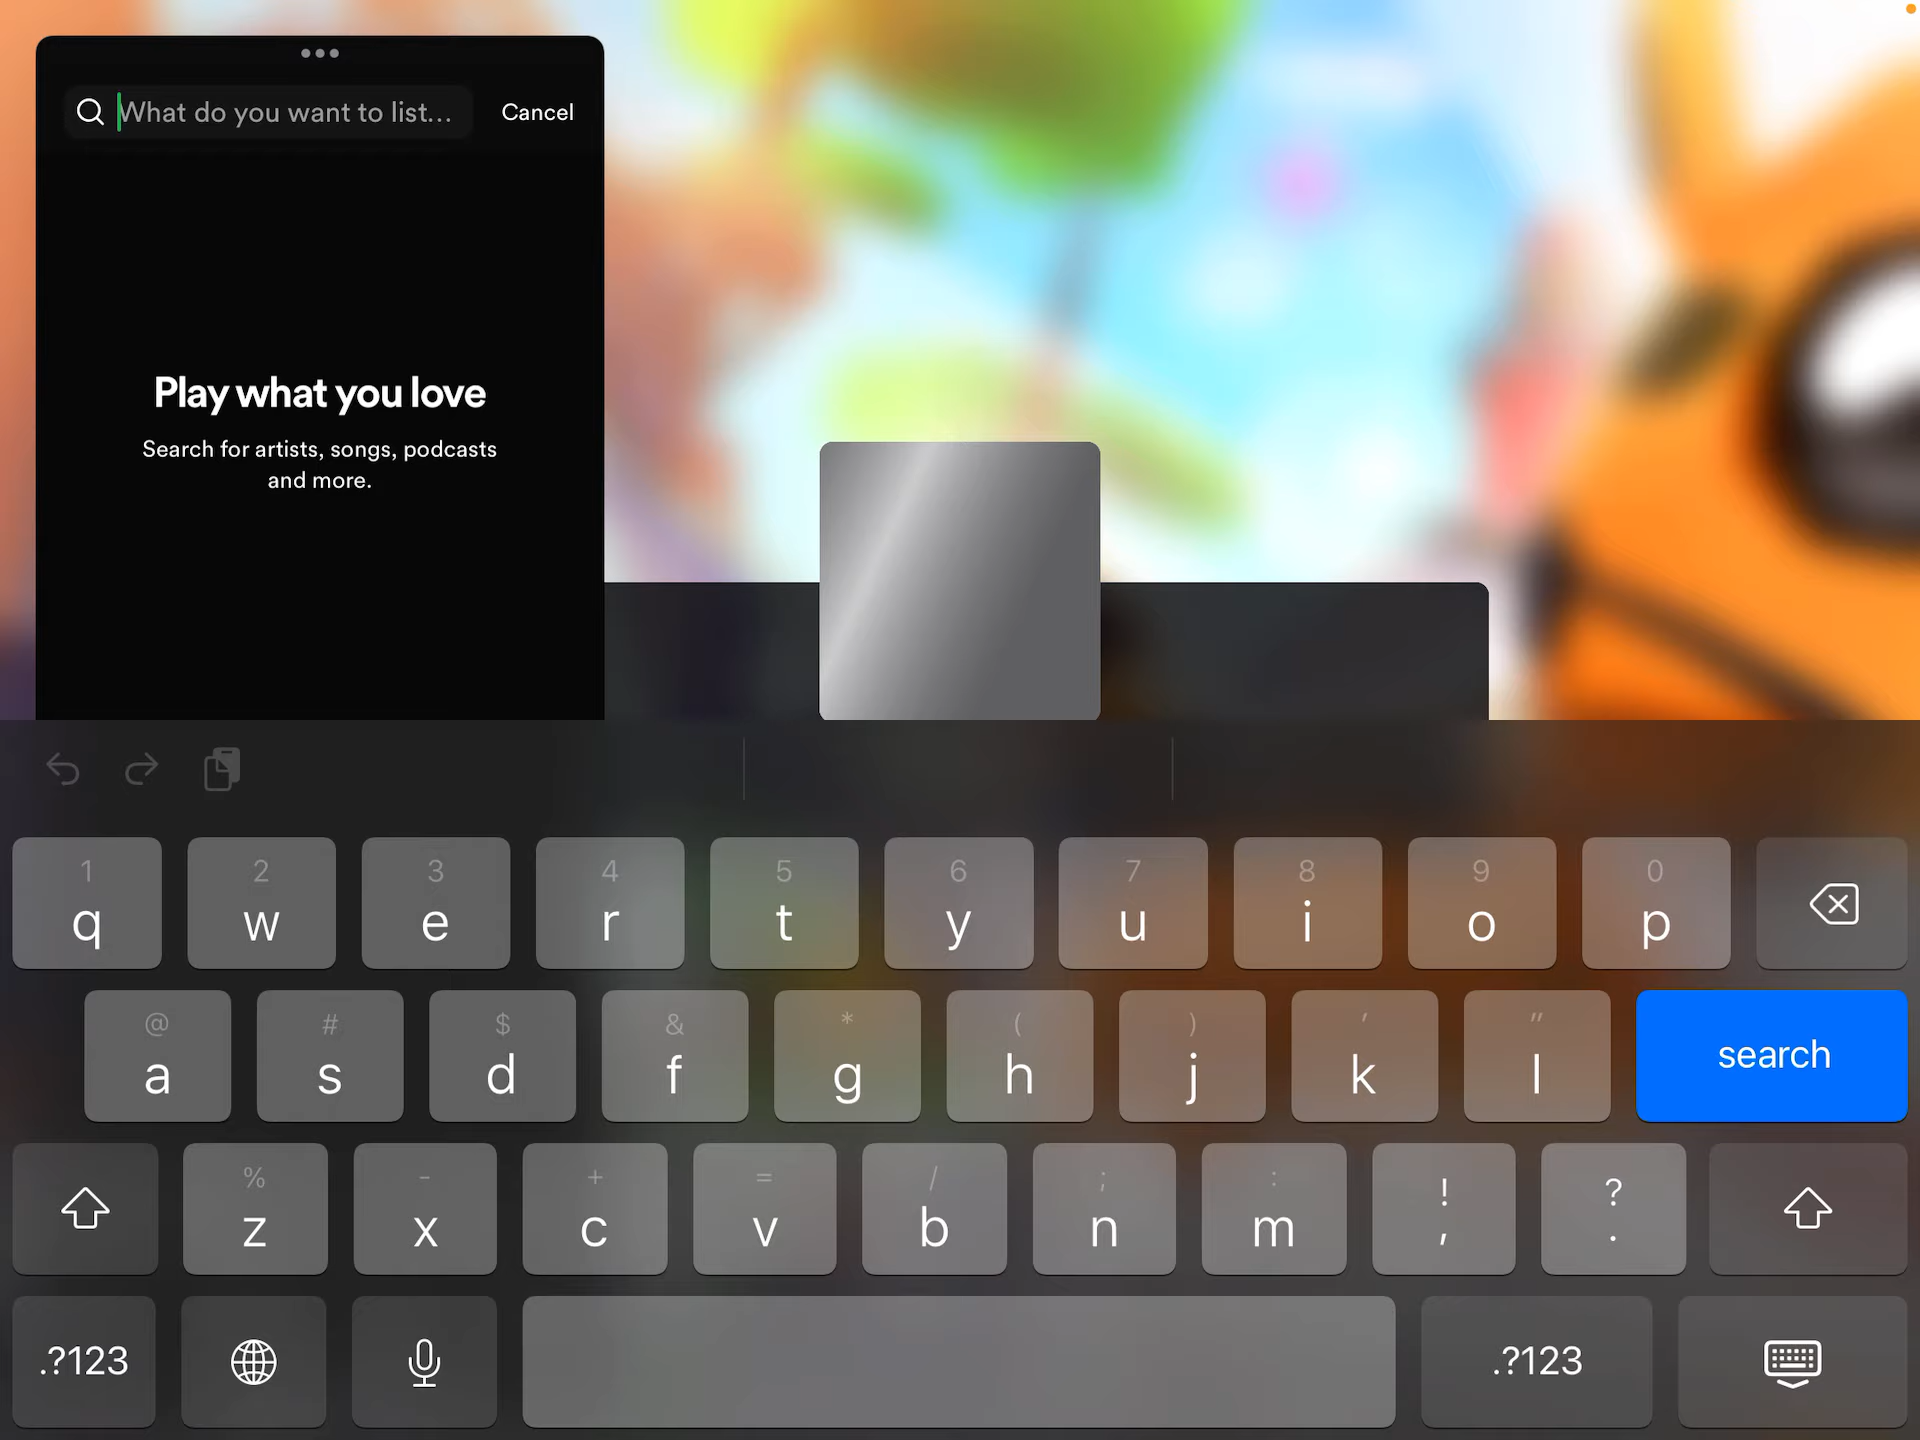 What do you want to list...
Cancel
Play what you love
Search for artists, songs, podcasts
and more.
1 2 3 4 5 6 7 8 9 0
q w e r t y u i o p
@ # $ & * ( ) ' "
a s d f g h j k l
search
% - + = / ; : ! ?
z x c v b n m , .
.?123
.?123